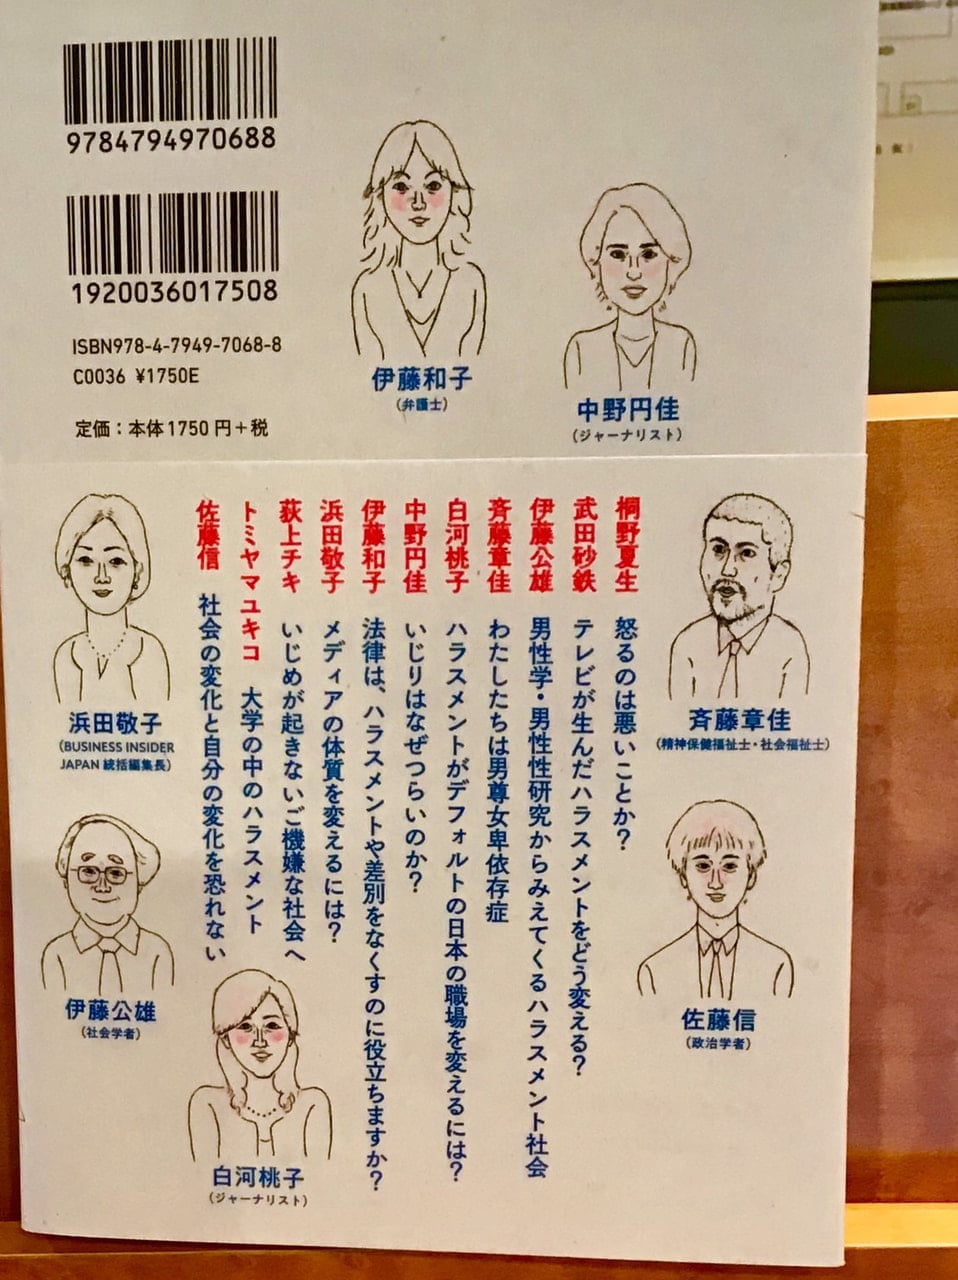 9784794970688
1920036017508
ISBN978-4-7949-7068-8
C0036 ¥1750E
定価：本体1750円＋税
伊藤和子
（弁護士）
中野円佳
（ジャーナリスト）
桐野夏生 怒るのは悪いことか？
武田砂鉄 テレビが生んだハラスメントをどう変える？
伊藤公雄 男性学・男性性研究からみえてくるハラスメント社会
斉藤章佳 わたしたちは男尊女卑依存症
白河桃子 ハラスメントがデフォルトの日本の職場を変えるには？
中野円佳 いじりはなぜつらいのか？
伊藤和子 法律は、ハラスメントや差別をなくすのに役立ちますか？
浜田敬子 メディアの体質を変えるには？
荻上チキ いじめが起きないご機嫌な社会へ
トミヤマユキコ 大学の中のハラスメント
佐藤信 社会の変化と自分の変化を恐れない
浜田敬子
（BUSINESS INSIDER
JAPAN 統括編集長）
斉藤章佳
（精神保健福祉士・社会福祉士）
伊藤公雄
（社会学者）
佐藤信
（政治学者）
白河桃子
（ジャーナリスト）